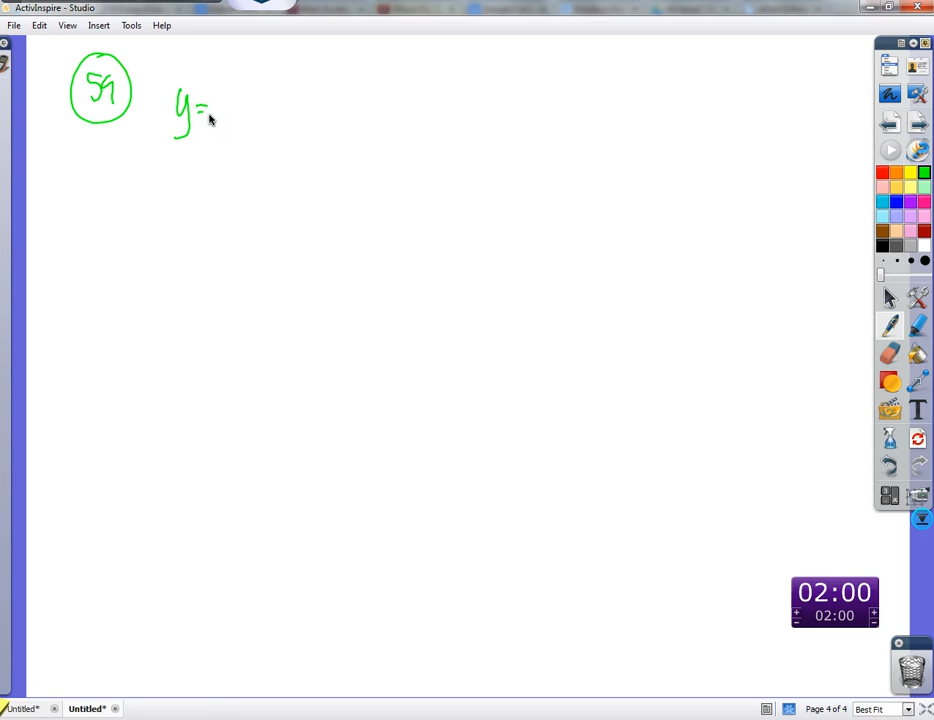 ActivInspire - Studio
File Edit View Insert Tools Help
59
y=
02:00
02:00
Untitled* Untitled*
Page 4 of 4
Best Fit